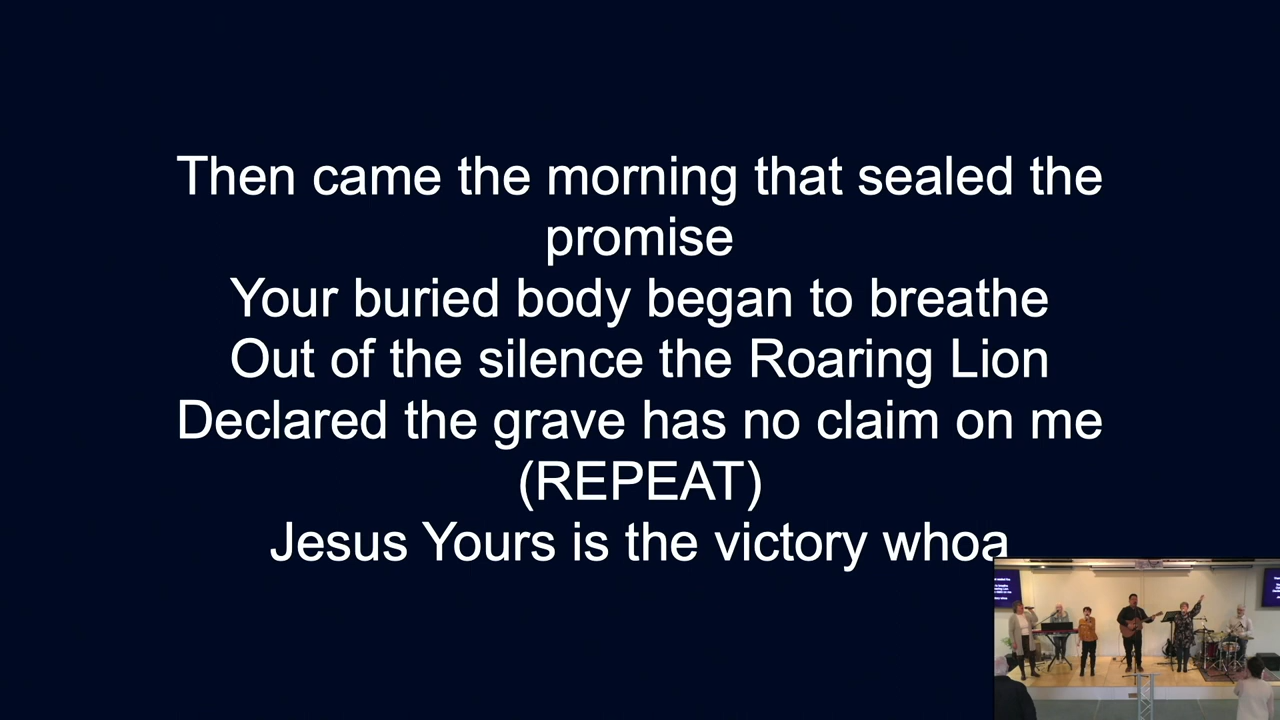 Then came the morning that sealed the
promise
Your buried body began to breathe
Out of the silence the Roaring Lion
Declared the grave has no claim on me
(REPEAT)
Jesus Yours is the victory whoa